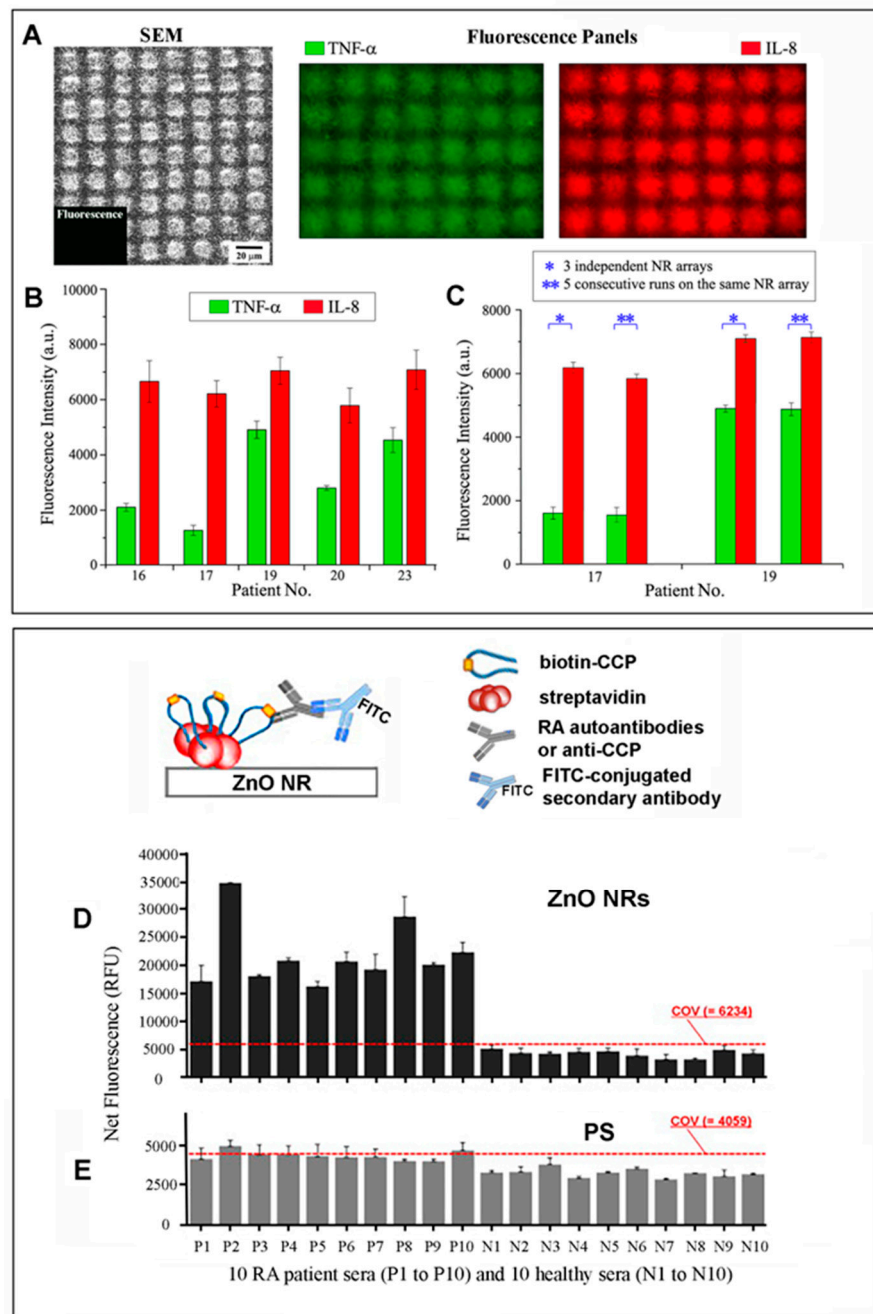 A
SEM
Fluorescence Panels
TNF-α
IL-8
Fluorescence
20 μm
B
TNF-α
IL-8
Fluorescence Intensity (a.u.)
10000
8000
6000
4000
2000
0
16
17
19
20
23
Patient No.
C
* 3 independent NR arrays
** 5 consecutive runs on the same NR array
Fluorescence Intensity (a.u.)
8000
6000
4000
2000
0
*
**
*
**
17
19
Patient No.
FITC
ZnO NR
biotin-CCP
streptavidin
RA autoantibodies
or anti-CCP
FITC
FITC-conjugated
secondary antibody
Net Fluorescence (RFU)
D
ZnO NRs
40000
35000
30000
25000
20000
15000
10000
5000
0
COV (= 6234)
E
PS
5000
2500
0
COV (= 4059)
P1 P2 P3 P4 P5 P6 P7 P8 P9 P10 N1 N2 N3 N4 N5 N6 N7 N8 N9 N10
10 RA patient sera (P1 to P10) and 10 healthy sera (N1 to N10)